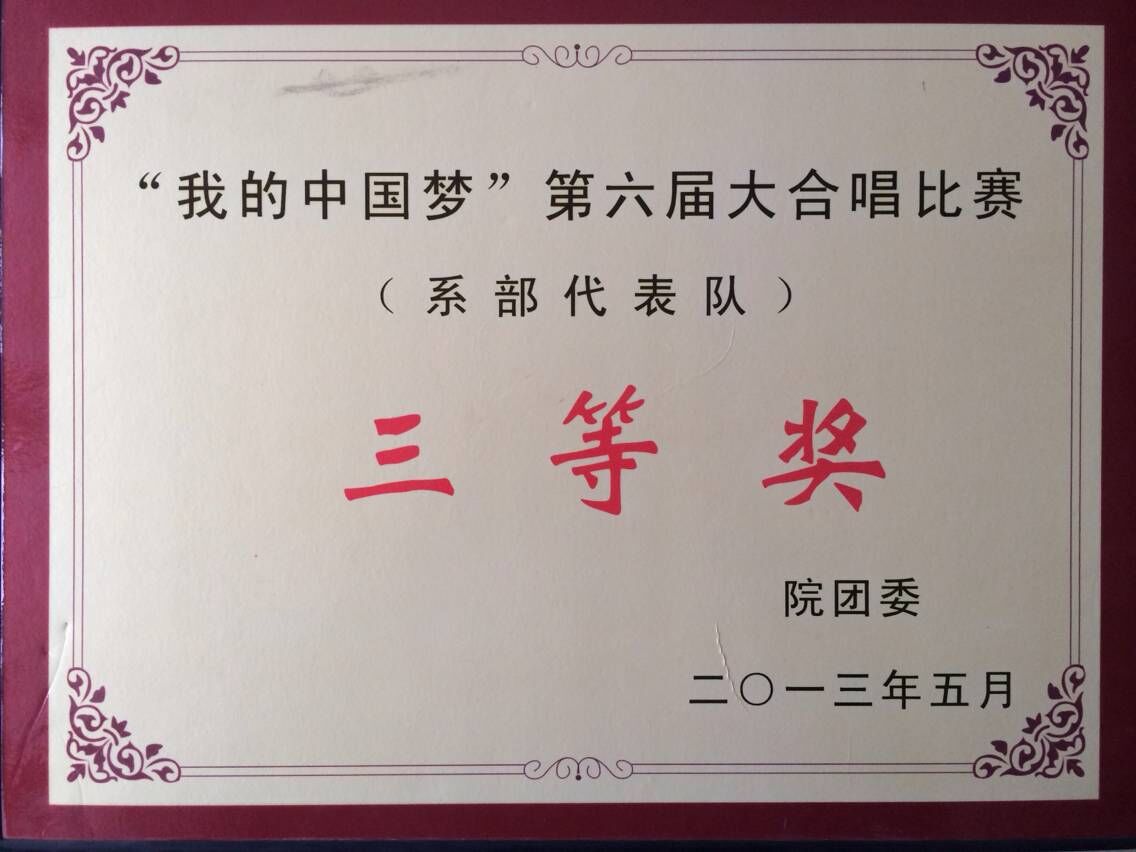 “我的中国梦”第六届大合唱比赛
（系部代表队）
三等奖
院团委
二〇一三年五月